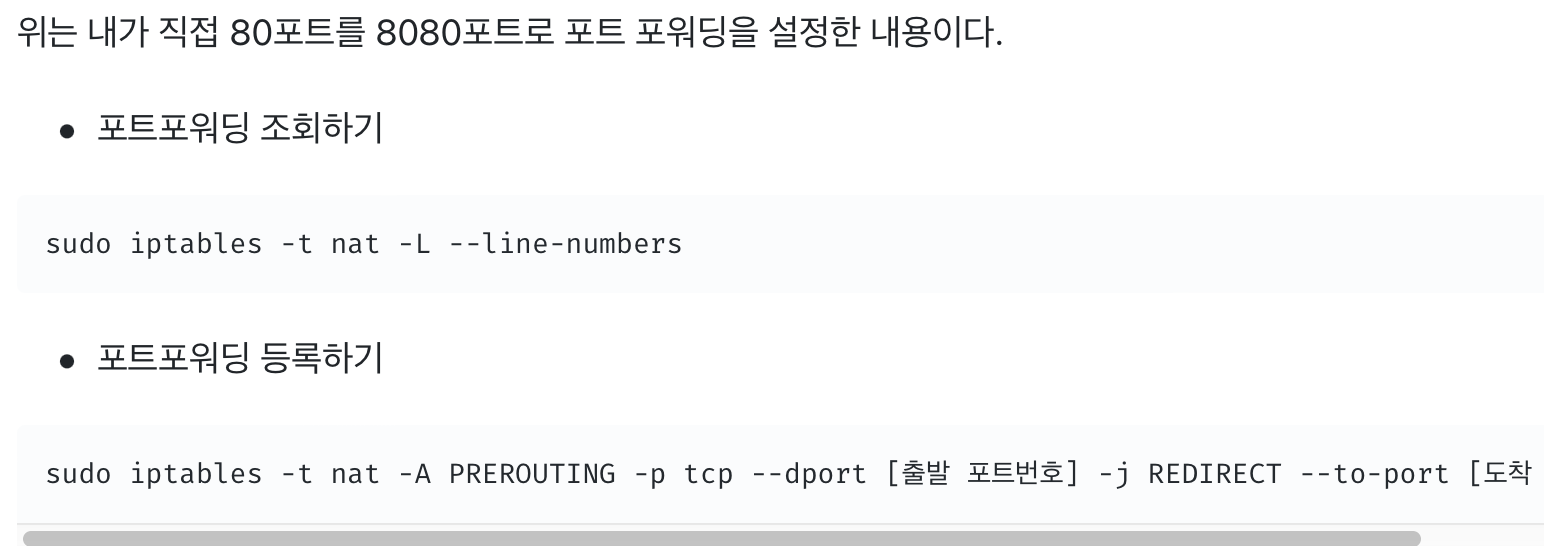 위는 내가 직접 80포트를 8080포트로 포트 포워딩을 설정한 내용이다.
● 포트포워딩 조회하기
sudo iptables -t nat -L --line-numbers
● 포트포워딩 등록하기
sudo iptables -t nat -A PREROUTING -p tcp --dport [출발 포트번호] -j REDIRECT --to-port [도착